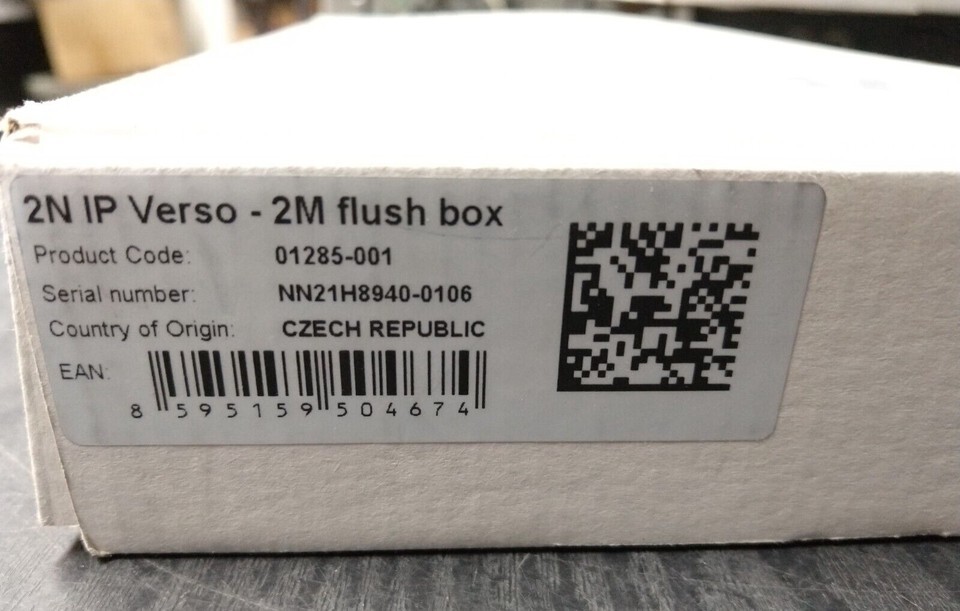 2N IP Verso - 2M flush box
Product Code: 01285-001
Serial number: NN21H8940-0106
Country of Origin: CZECH REPUBLIC
EAN:
8 595159 504674